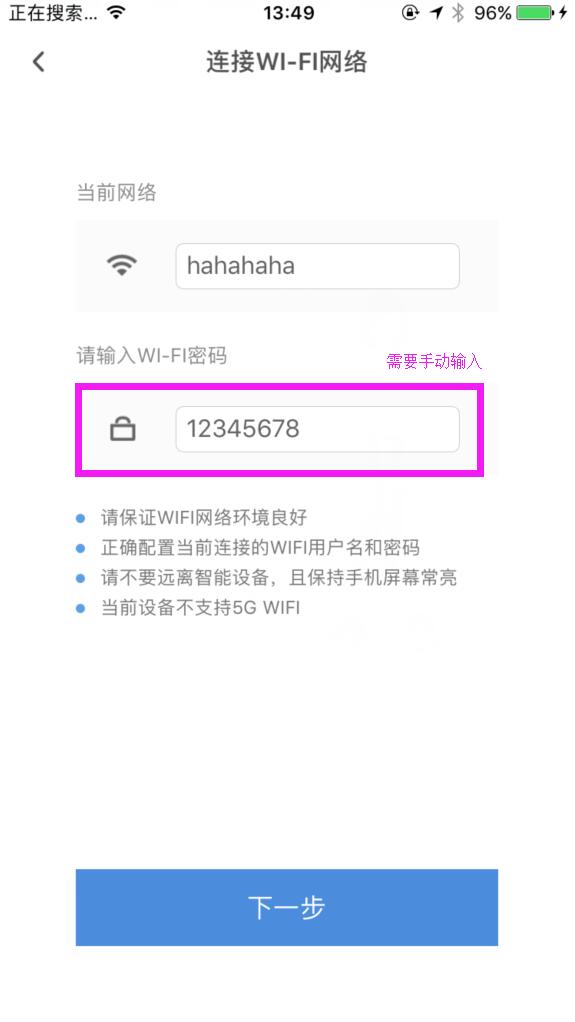 正在搜索... 13:49 96%
连接WI-FI网络
当前网络
hahahaha
请输入WI-FI密码
需要手动输入
12345678
请保证WIFI网络环境良好
正确配置当前连接的WIFI用户名和密码
请不要远离智能设备，且保持手机屏幕常亮
当前设备不支持5G WIFI
下一步